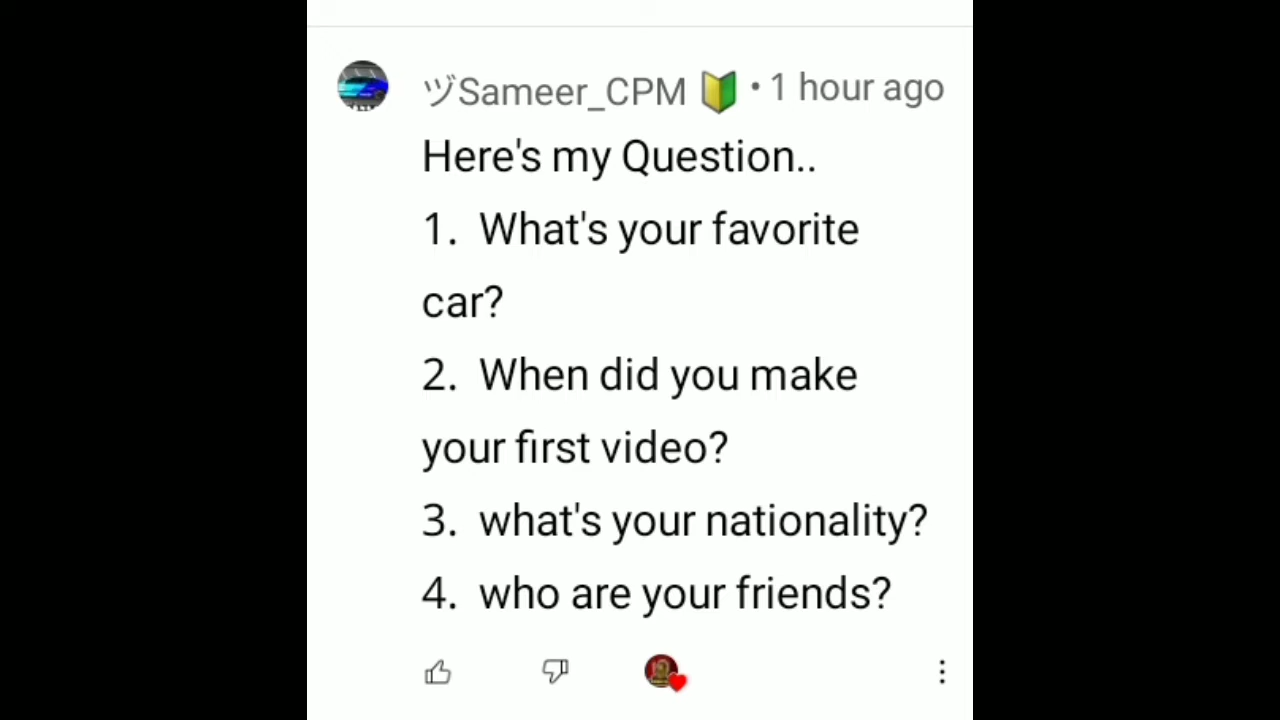 ヅSameer_CPM 🔰 • 1 hour ago
Here's my Question..
1. What's your favorite
car?
2. When did you make
your first video?
3. what's your nationality?
4. who are your friends?